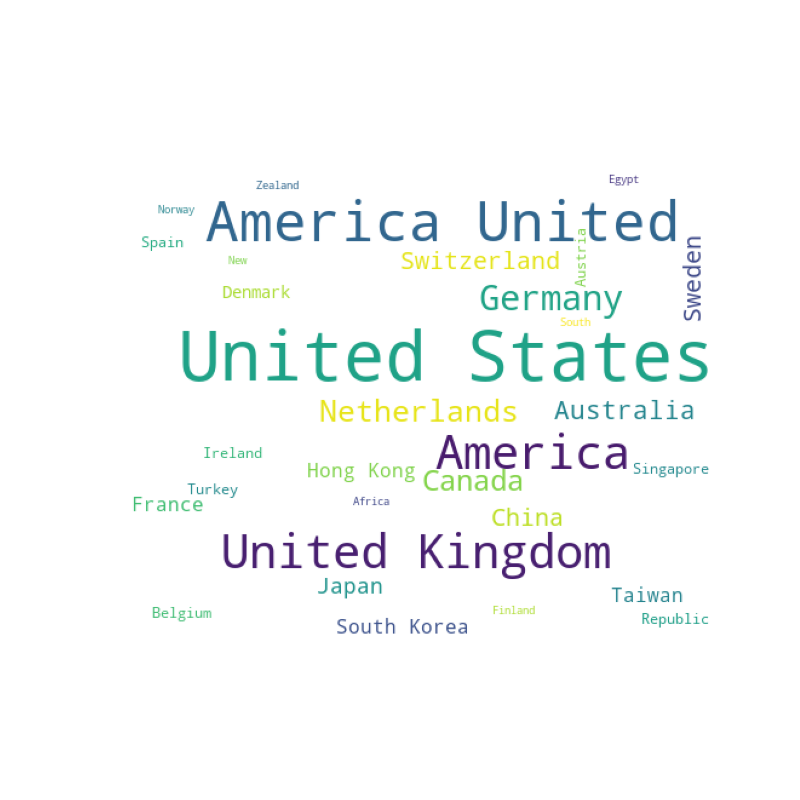 Egypt
Zealand
Norway
America United
Spain
Austria
New
Switzerland
Sweden
Denmark
Germany
South
United States
Netherlands
Australia
America
Ireland
Hong Kong
Singapore
Canada
Turkey
Africa
France
China
United Kingdom
Japan
Taiwan
Finland
Belgium
Republic
South Korea